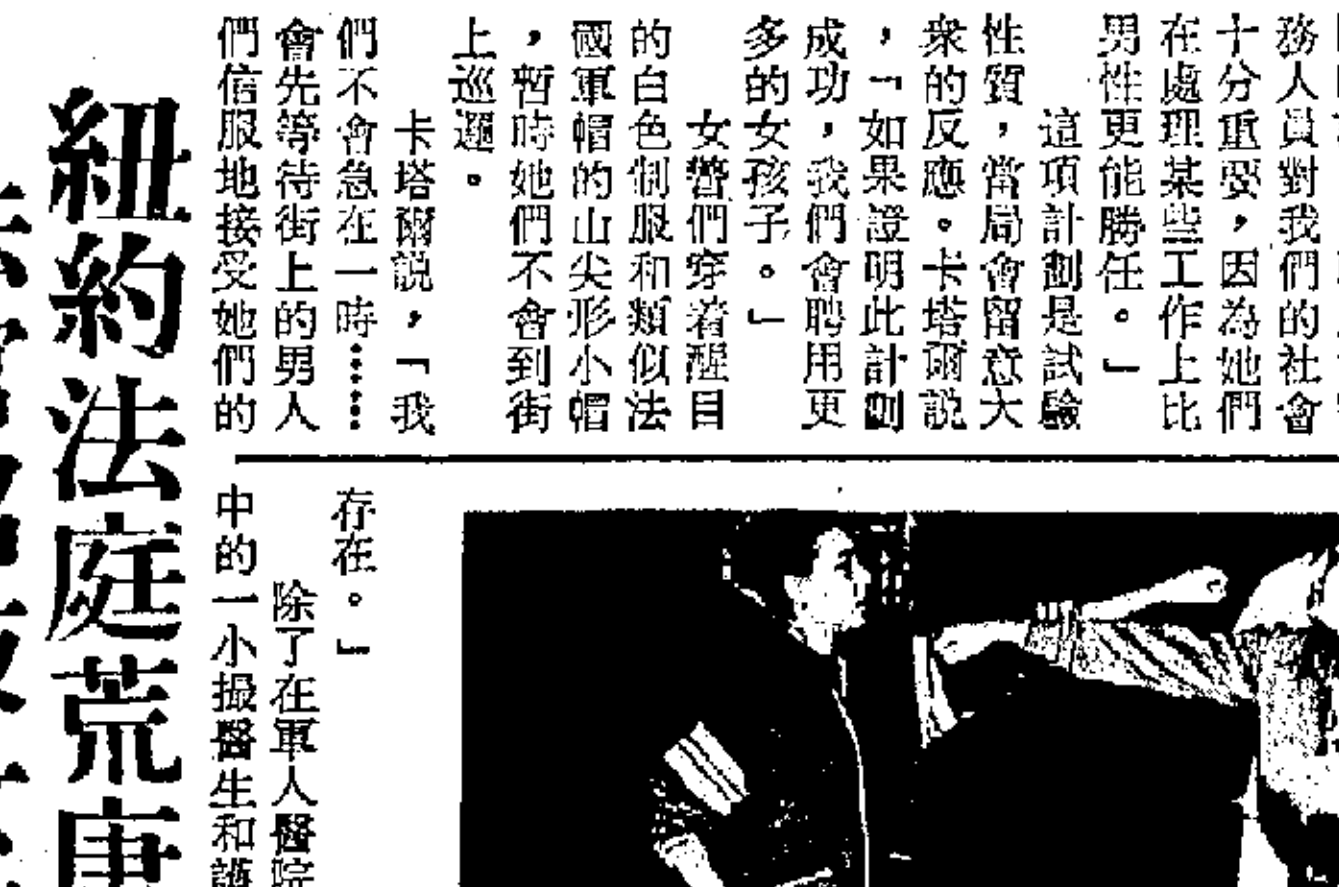 務人員對我們的社會
十分重要，因為她們
在處理某些工作上比
男性更能勝任。」
這項計劃是試驗
性質，當局會留意大
衆的反應。卡塔爾説
，「如果證明此計劃
成功，我們會聘用更
多的女孩子。」
女警們穿着醒目
的白色制服和類似法
國軍帽的山尖形小帽
，暫時她們不會到街
上巡邏。
卡塔爾説，「我
們不會急在一時……
會先等待街上的男人
們信服地接受她們的
存在。」
除了在軍人醫院
中的一小撮醫生和護
紐約法庭荒唐